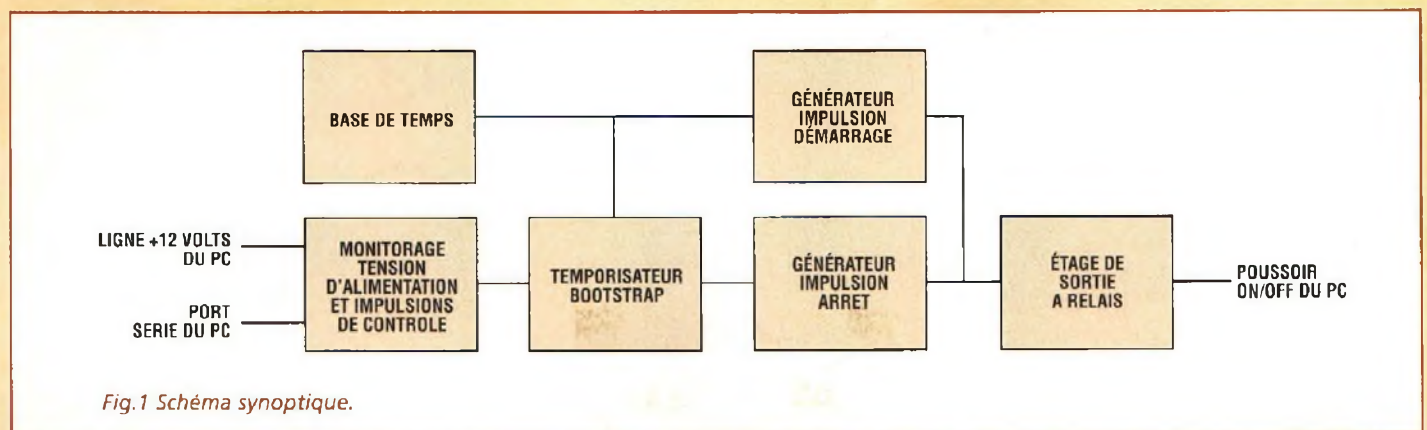 BASE DE TEMPS
GÉNÉRATEUR
IMPULSION
DÉMARRAGE
LIGNE +12 VOLTS
DU PC
PORT
SERIE DU PC
MONITORAGE
TENSION
D'ALIMENTATION
ET IMPULSIONS
DE CONTROLE
TEMPORISATEUR
BOOTSTRAP
GÉNÉRATEUR
IMPULSION
ARRET
ÉTAGE DE
SORTIE
A RELAIS
POUSSOIR
ON/OFF DU PC
Fig.1 Schéma synoptique.